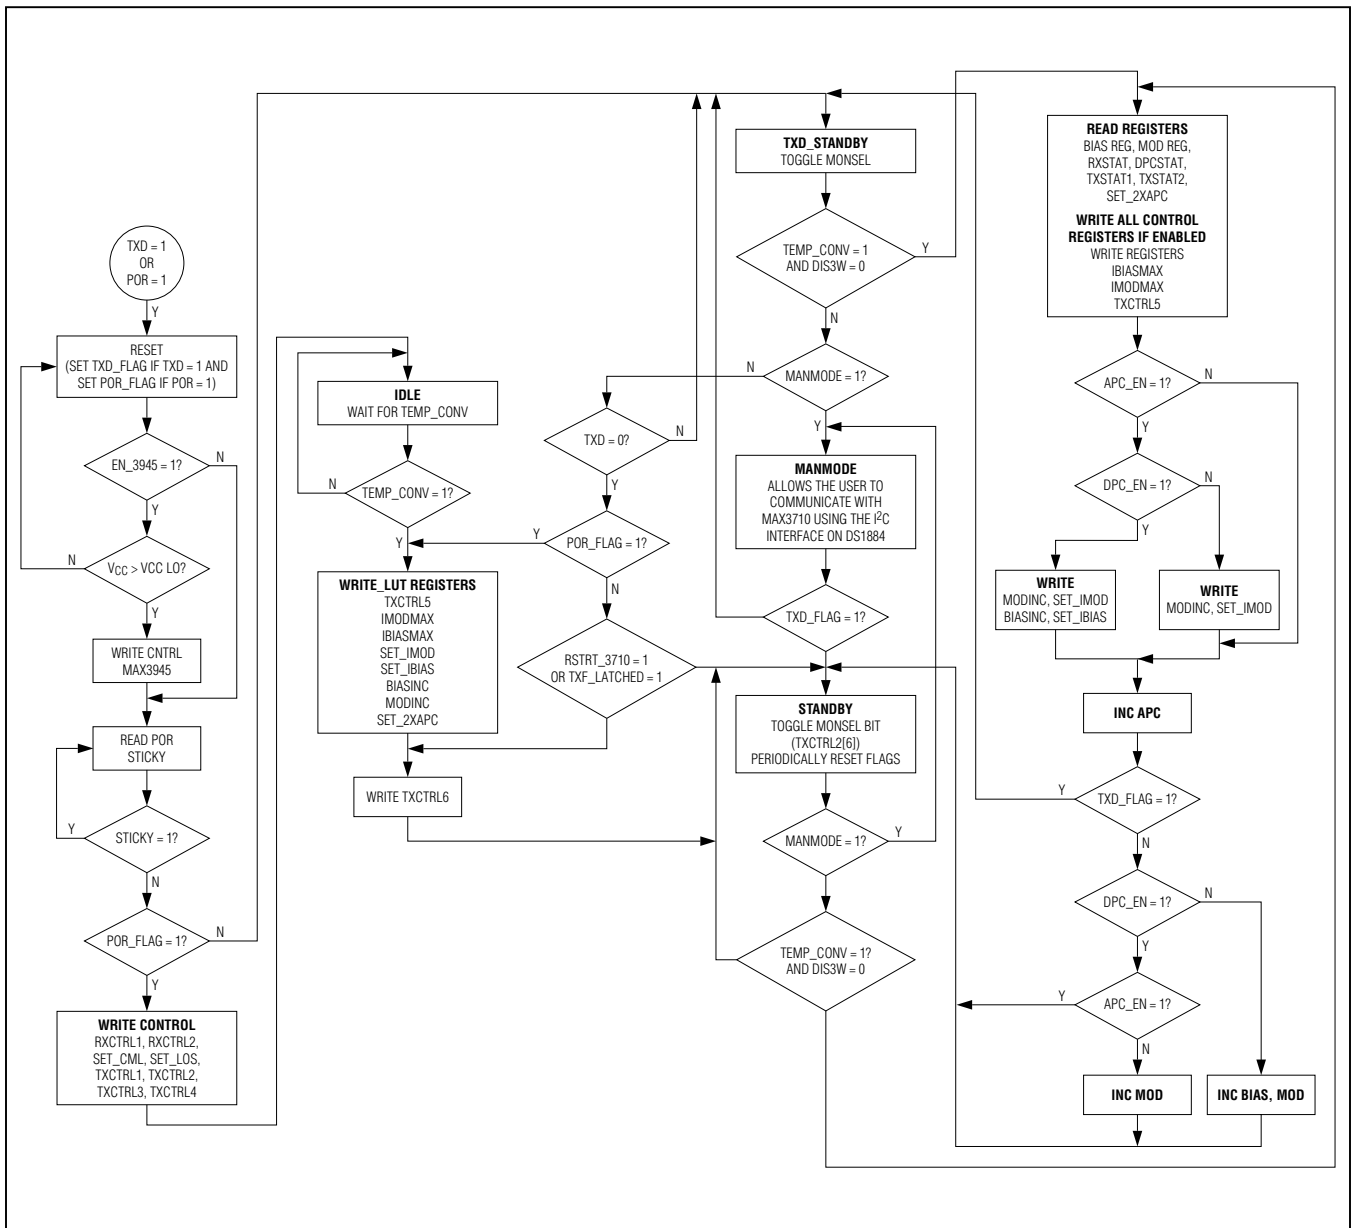 TXD = 1
OR
POR = 1
Y
RESET
(SET TXD_FLAG IF TXD = 1 AND
SET POR_FLAG IF POR = 1)
EN_3945 = 1?
N
Y
VCC > VCC LO?
N
Y
WRITE CNTRL
MAX3945
READ POR
STICKY
STICKY = 1?
Y
N
POR_FLAG = 1?
N
Y
WRITE CONTROL
RXCTRL1, RXCTRL2,
SET_CML, SET_LOS,
TXCTRL1, TXCTRL2,
TXCTRL3, TXCTRL4
IDLE
WAIT FOR TEMP_CONV
TEMP_CONV = 1?
N
Y
WRITE_LUT REGISTERS
TXCTRL5
IMODMAX
IBIASMAX
SET_IMOD
SET_IBIAS
BIASINC
MODINC
SET_2XAPC
WRITE TXCTRL6
TXD = 0?
N
Y
POR_FLAG = 1?
Y
N
RSTRT_3710 = 1
OR TXF_LATCHED = 1
TXD_STANDBY
TOGGLE MONSEL
TEMP_CONV = 1
AND DIS3W = 0
Y
N
MANMODE = 1?
N
Y
MANMODE
ALLOWS THE USER TO
COMMUNICATE WITH
MAX3710 USING THE I2C
INTERFACE ON DS1884
TXD_FLAG = 1?
STANDBY
TOGGLE MONSEL BIT
(TXCTRL2[6])
PERIODICALLY RESET FLAGS
MANMODE = 1?
Y
TEMP_CONV = 1?
AND DIS3W = 0
READ REGISTERS
BIAS REG, MOD REG,
RXSTAT, DPCSTAT,
TXSTAT1, TXSTAT2,
SET_2XAPC
WRITE ALL CONTROL
REGISTERS IF ENABLED
WRITE REGISTERS
IBIASMAX
IMODMAX
TXCTRL5
APC_EN = 1?
N
Y
DPC_EN = 1?
N
Y
WRITE
MODINC, SET_IMOD
BIASINC, SET_IBIAS
WRITE
MODINC, SET_IMOD
INC APC
TXD_FLAG = 1?
Y
N
DPC_EN = 1?
N
Y
APC_EN = 1?
Y
N
INC MOD
INC BIAS, MOD